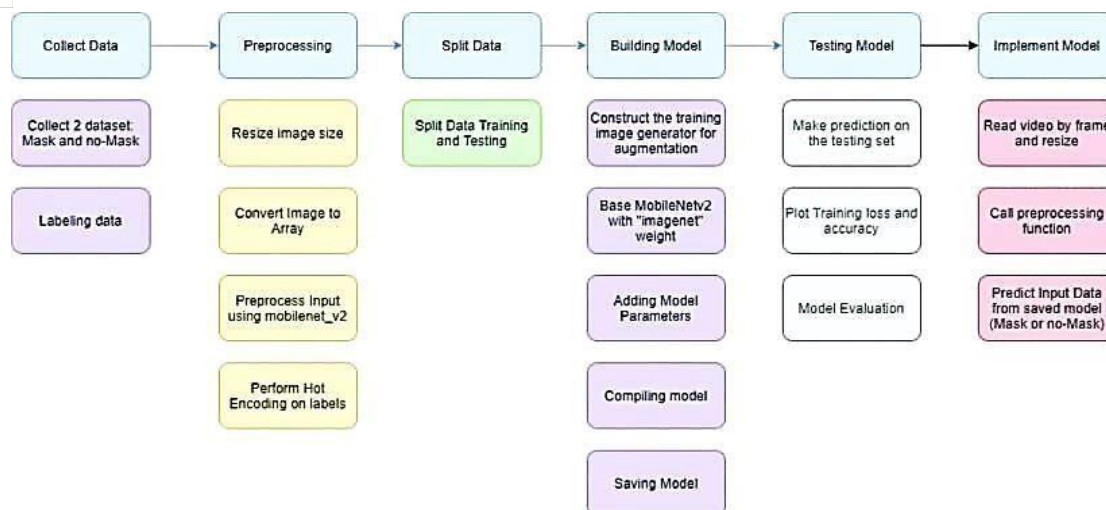 Collect Data
Preprocessing
Split Data
Building Model
Testing Model
Implement Model
Collect 2 dataset:
Mask and no-Mask
Labeling data
Resize image size
Convert Image to
Array
Preprocess Input
using mobilenet_v2
Perform Hot
Encoding on labels
Split Data Training
and Testing
Construct the training
image generator for
augmentation
Base MobileNetv2
with "imagenet"
weight
Adding Model
Parameters
Compiling model
Saving Model
Make prediction on
the testing set
Plot Training loss and
accuracy
Model Evaluation
Read video by frame
and resize
Call preprocessing
function
Predict Input Data
from saved model
(Mask or no-Mask)